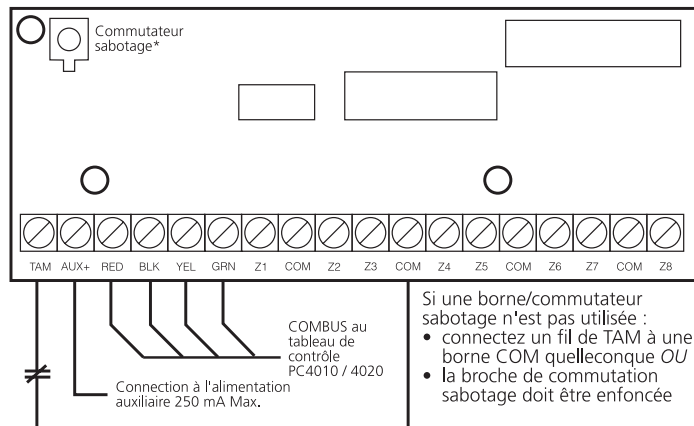 Commutateur
sabotage*
TAM AUX+ RED BLK YEL GRN Z1 COM Z2 Z3 COM Z4 Z5 COM Z6 Z7 COM Z8
COMBUS au
tableau de
contrôle
PC4010 / 4020
Connection à l'alimentation
auxiliaire 250 mA Max.
Si une borne/commutateur
sabotage n'est pas utilisée :
• connectez un fil de TAM à une
borne COM quelleconque OU
• la broche de commutation
sabotage doit être enfoncée